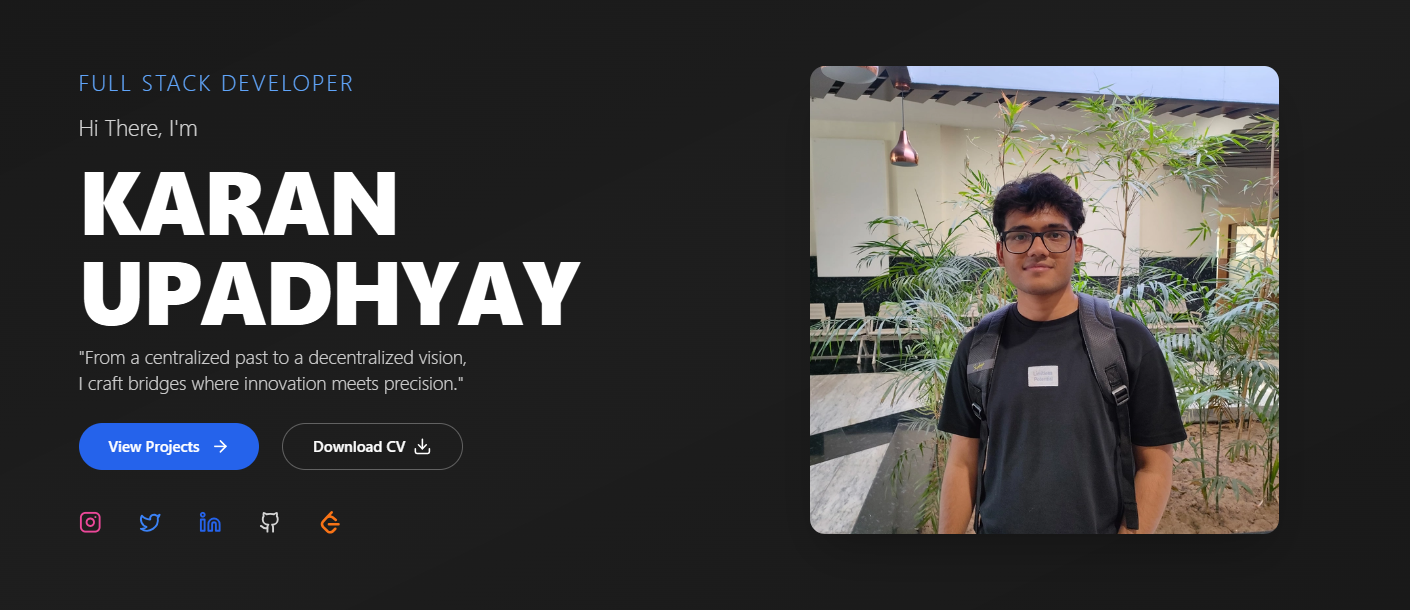 FULL STACK DEVELOPER
Hi There, I'm
KARAN
UPADHYAY
"From a centralized past to a decentralized vision,
I craft bridges where innovation meets precision."
View Projects
Download CV